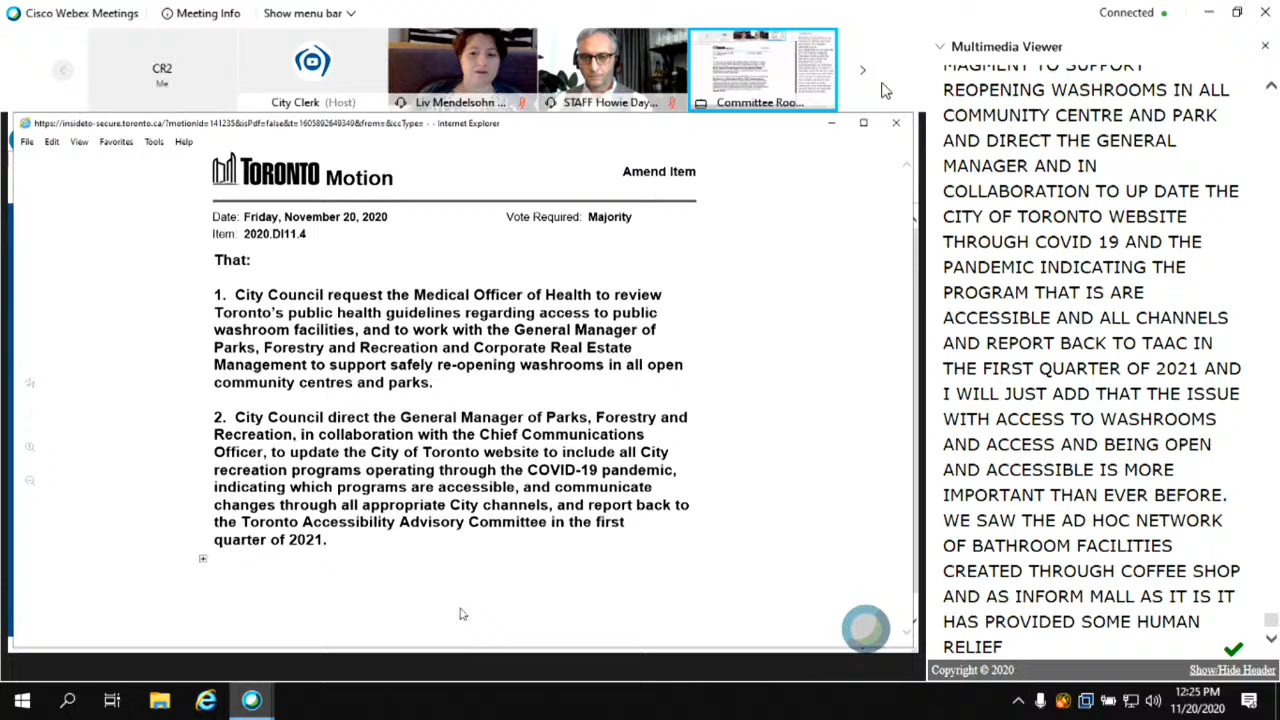 Cisco Webex Meetings
Meeting Info
Show menu bar
Connected
CR2
Me
City Clerk (Host)
Liv Mendelsohn ...
STAFF Howie Day...
Committee Roo...
https://insideto-secure.toronto.ca/?motionId=141235&isPdf=false&t=1605892649349&from=&ccType= - - Internet Explorer
File Edit View Favorites Tools Help
TORONTO Motion
Amend Item
Date: Friday, November 20, 2020
Vote Required: Majority
Item: 2020.DI11.4
That:
1. City Council request the Medical Officer of Health to review
Toronto's public health guidelines regarding access to public
washroom facilities, and to work with the General Manager of
Parks, Forestry and Recreation and Corporate Real Estate
Management to support safely re-opening washrooms in all open
community centres and parks.
2. City Council direct the General Manager of Parks, Forestry and
Recreation, in collaboration with the Chief Communications
Officer, to update the City of Toronto website to include all City
recreation programs operating through the COVID-19 pandemic,
indicating which programs are accessible, and communicate
changes through all appropriate City channels, and report back to
the Toronto Accessibility Advisory Committee in the first
quarter of 2021.
Multimedia Viewer
MAGMENT TO SUPPORT
REOPENING WASHROOMS IN ALL
COMMUNITY CENTRE AND PARK
AND DIRECT THE GENERAL
MANAGER AND IN
COLLABORATION TO UP DATE THE
CITY OF TORONTO WEBSITE
THROUGH COVID 19 AND THE
PANDEMIC INDICATING THE
PROGRAM THAT IS ARE
ACCESSIBLE AND ALL CHANNELS
AND REPORT BACK TO TAAC IN
THE FIRST QUARTER OF 2021 AND
I WILL JUST ADD THAT THE ISSUE
WITH ACCESS TO WASHROOMS
AND ACCESS AND BEING OPEN
AND ACCESSIBLE IS MORE
IMPORTANT THAN EVER BEFORE.
WE SAW THE AD HOC NETWORK
OF BATHROOM FACILITIES
CREATED THROUGH COFFEE SHOP
AND AS INFORM MALL AS IT IS IT
HAS PROVIDED SOME HUMAN
RELIEF
Copyright © 2020
Show/Hide Header
12:25 PM
11/20/2020